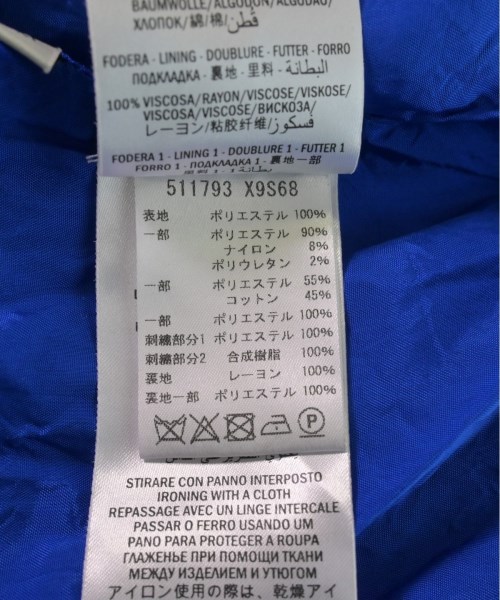 BAUMWOLLE/ALGODON/ALGODÃO/
ХЛОПОК/綿/棉/قطن
FODERA - LINING - DOUBLURE - FUTTER - FORRO
ПОДКЛАДКА - 裏地 - 里料 - البطانة
100% VISCOSA/RAYON/VISCOSE/VISKOSE/
VISCOSA/VISCOSE/ВИСКОЗА/
レーヨン/粘胶纤维/فسكوز
FODERA 1 - LINING 1 - DOUBLURE 1 - FUTTER 1
FORRO 1 - ПОДКЛАДКА 1 - 裏地一部
511793 X9S68
表地 ポリエステル 100%
一部 ポリエステル 90%
ナイロン 8%
ポリウレタン 2%
一部 ポリエステル 55%
コットン 45%
一部 ポリエステル 100%
刺繍部分1 ポリエステル 100%
刺繍部分2 合成樹脂 100%
裏地 レーヨン 100%
裏地一部 ポリエステル 100%
P
STIRARE CON PANNO INTERPOSTO
IRONING WITH A CLOTH
REPASSAGE AVEC UN LINGE INTERCALE
PASSAR O FERRO USANDO UM
PANO PARA PROTEGER A ROUPA
ГЛАЖЕНЬЕ ПРИ ПОМОЩИ ТКАНИ
МЕЖДУ ИЗДЕЛИЕМ И УТЮГОМ
アイロン使用の際は、乾燥アイ